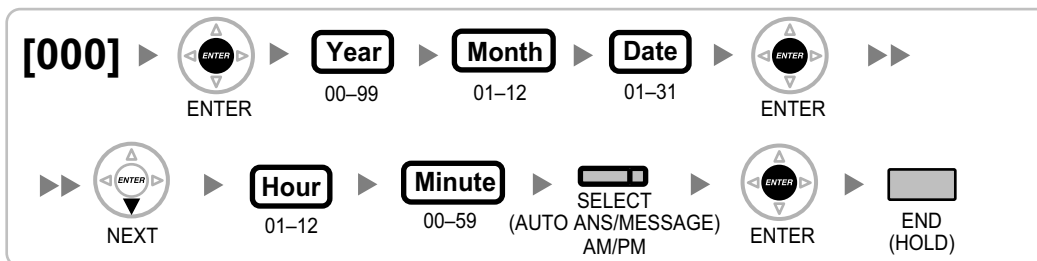 [000] ENTER Year Month Date ENTER
ENTER 00–99 01–12 01–31 ENTER
ENTER Hour Minute ENTER
NEXT 01–12 00–59 SELECT (AUTO ANS/MESSAGE) AM/PM ENTER END (HOLD)